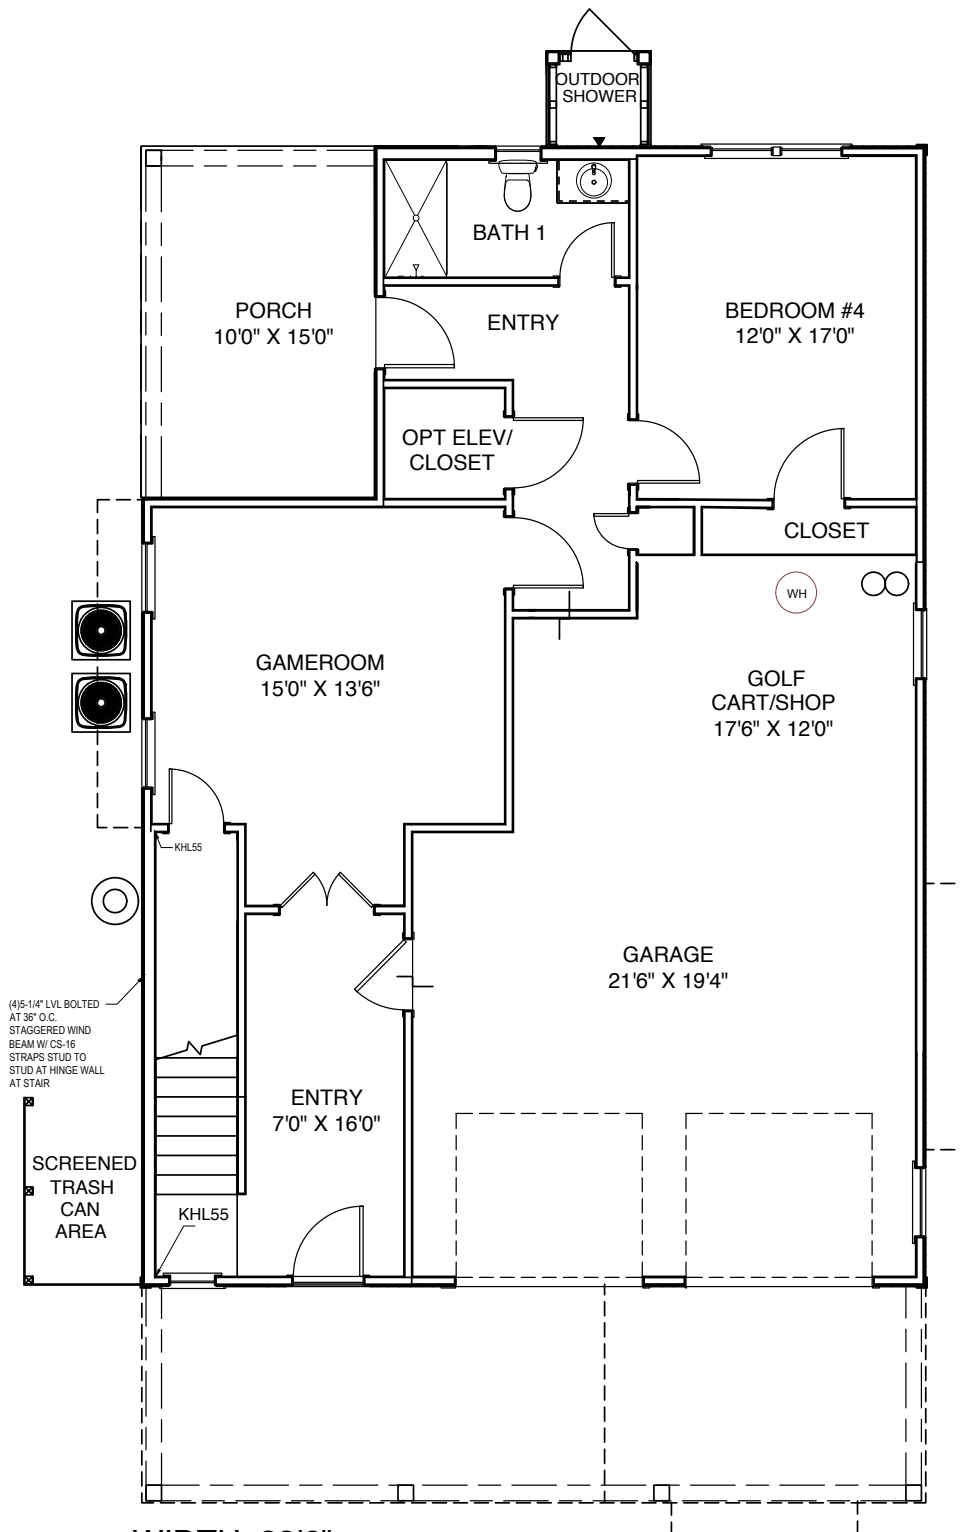 OUTDOOR
SHOWER
BATH 1
PORCH
10'0" X 15'0"
ENTRY
BEDROOM #4
12'0" X 17'0"
OPT ELEV/
CLOSET
CLOSET
WH
GAMEROOM
15'0" X 13'6"
GOLF
CART/SHOP
17'6" X 12'0"
KHL55
GARAGE
21'6" X 19'4"
(4)5-1/4" LVL BOLTED
AT 36" O.C.
STAGGERED WIND
BEAM W/ CS-16
STRAPS STUD TO
STUD AT HINGE WALL
AT STAIR
ENTRY
7'0" X 16'0"
SCREENED
TRASH
CAN
AREA
KHL55